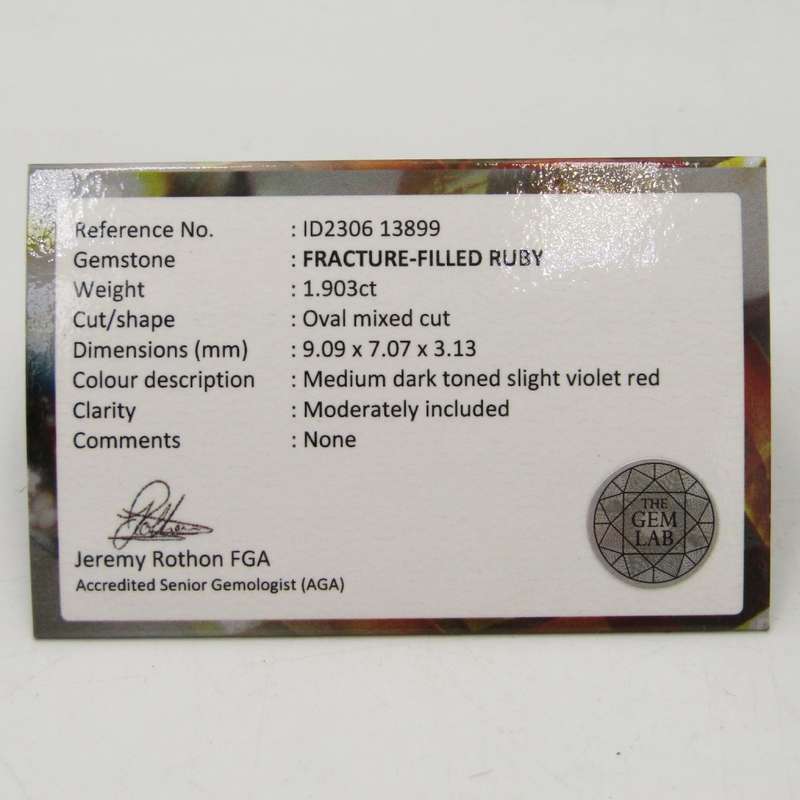 Reference No. : ID2306 13899
Gemstone : FRACTURE-FILLED RUBY
Weight : 1.903ct
Cut/shape : Oval mixed cut
Dimensions (mm) : 9.09 x 7.07 x 3.13
Colour description : Medium dark toned slight violet red
Clarity : Moderately included
Comments : None
Jeremy Rothon FGA
Accredited Senior Gemologist (AGA)
THE
GEM
LAB